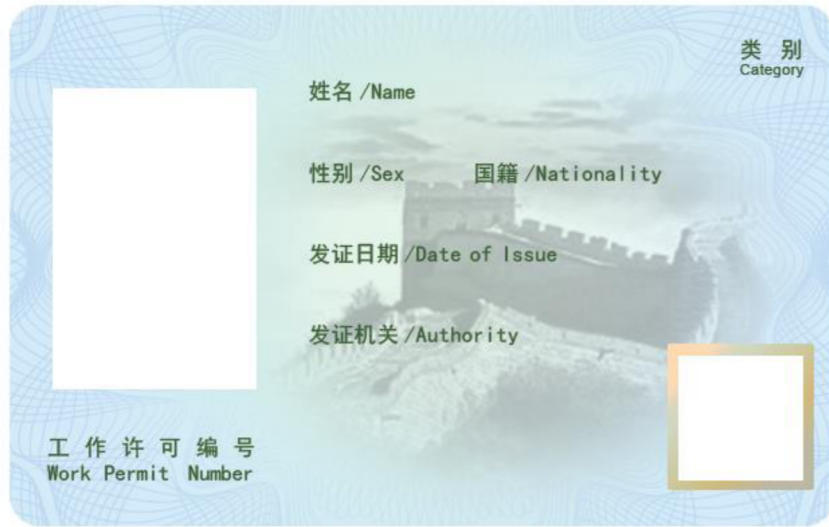 类 别
Category
姓名 /Name
性别 /Sex 国籍 /Nationality
发证日期 /Date of Issue
发证机关 /Authority
工 作 许 可 编 号
Work Permit Number